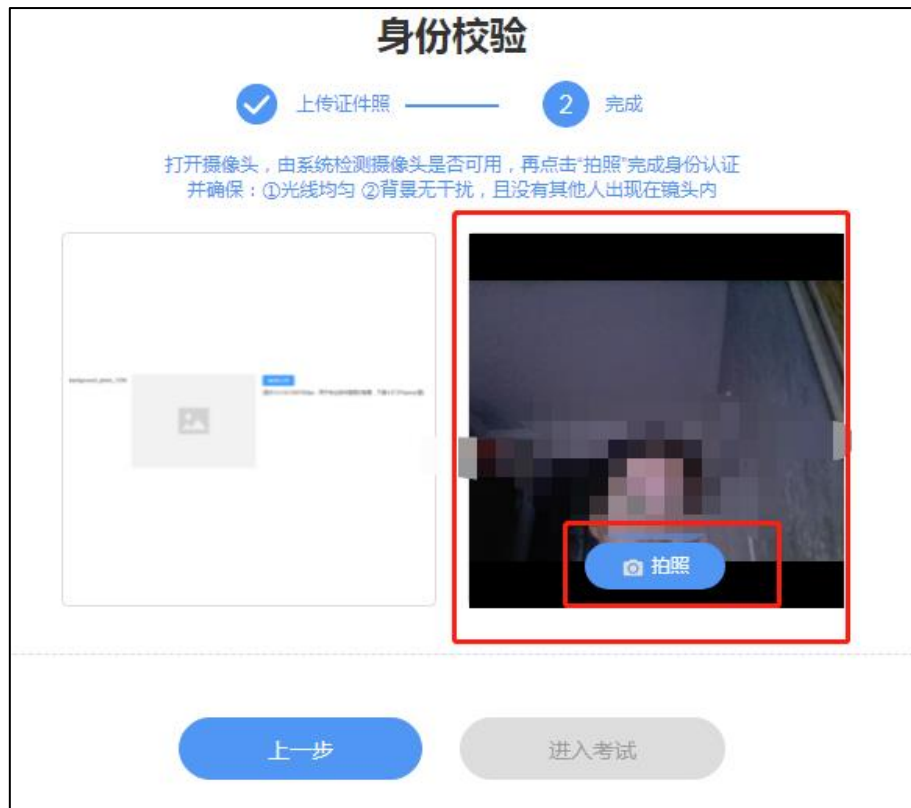 身份校验
上传证件照
2 完成
打开摄像头，由系统检测摄像头是否可用，再点击“拍照”完成身份认证
并确保：①光线均匀 ②背景无干扰，且没有其他人出现在镜头内
拍照
上一步
进入考试